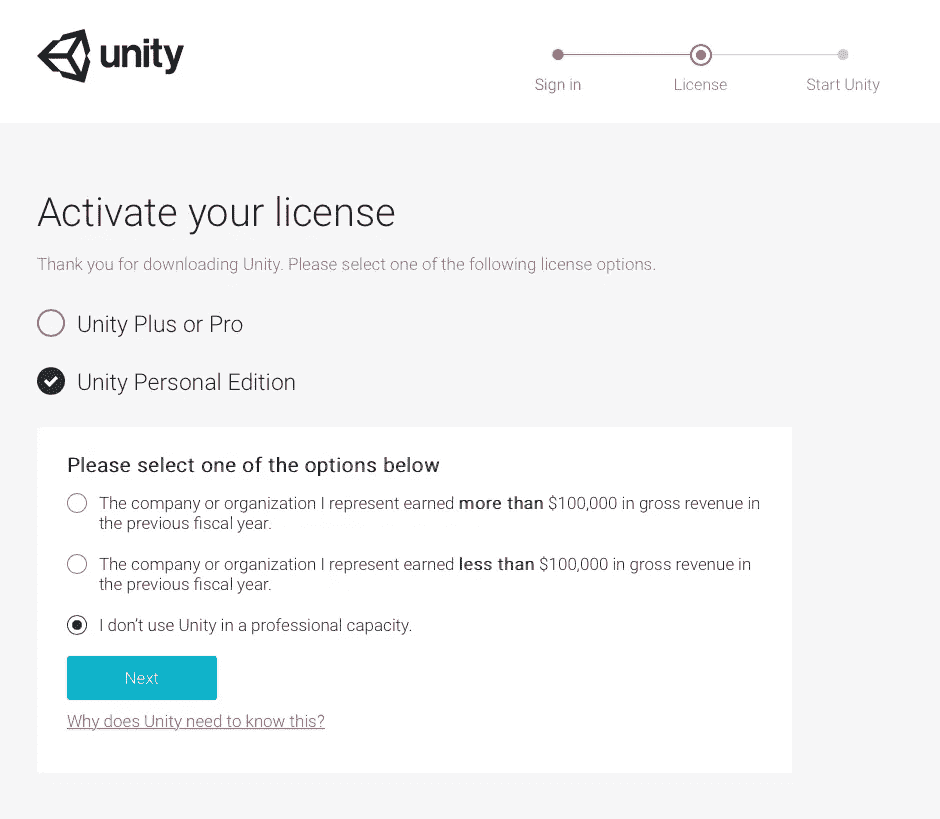 unity
Sign in
License
Start Unity
Activate your license
Thank you for downloading Unity. Please select one of the following license options.
Unity Plus or Pro
Unity Personal Edition
Please select one of the options below
The company or organization I represent earned more than $100,000 in gross revenue in
the previous fiscal year.
The company or organization I represent earned less than $100,000 in gross revenue in
the previous fiscal year.
I don't use Unity in a professional capacity.
Next
Why does Unity need to know this?